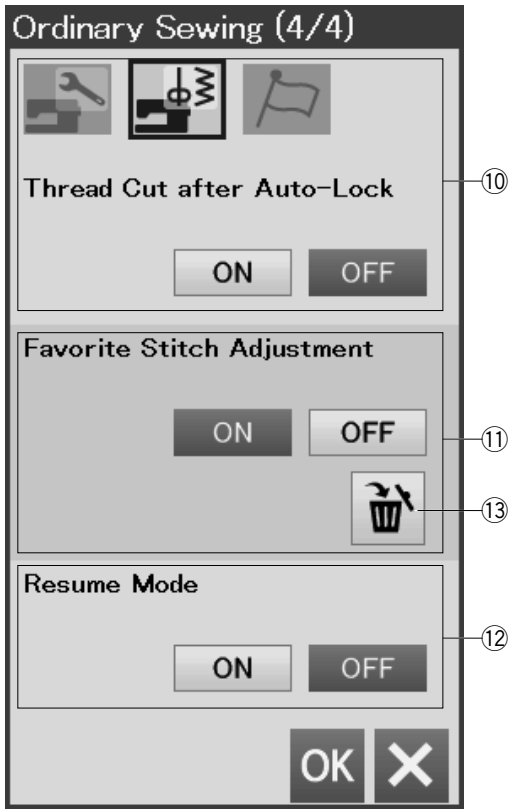 Ordinary Sewing (4/4)
Thread Cut after Auto-Lock
⑩
ON OFF
Favorite Stitch Adjustment
ON OFF
⑪
⑬
Resume Mode
⑫
ON OFF
OK